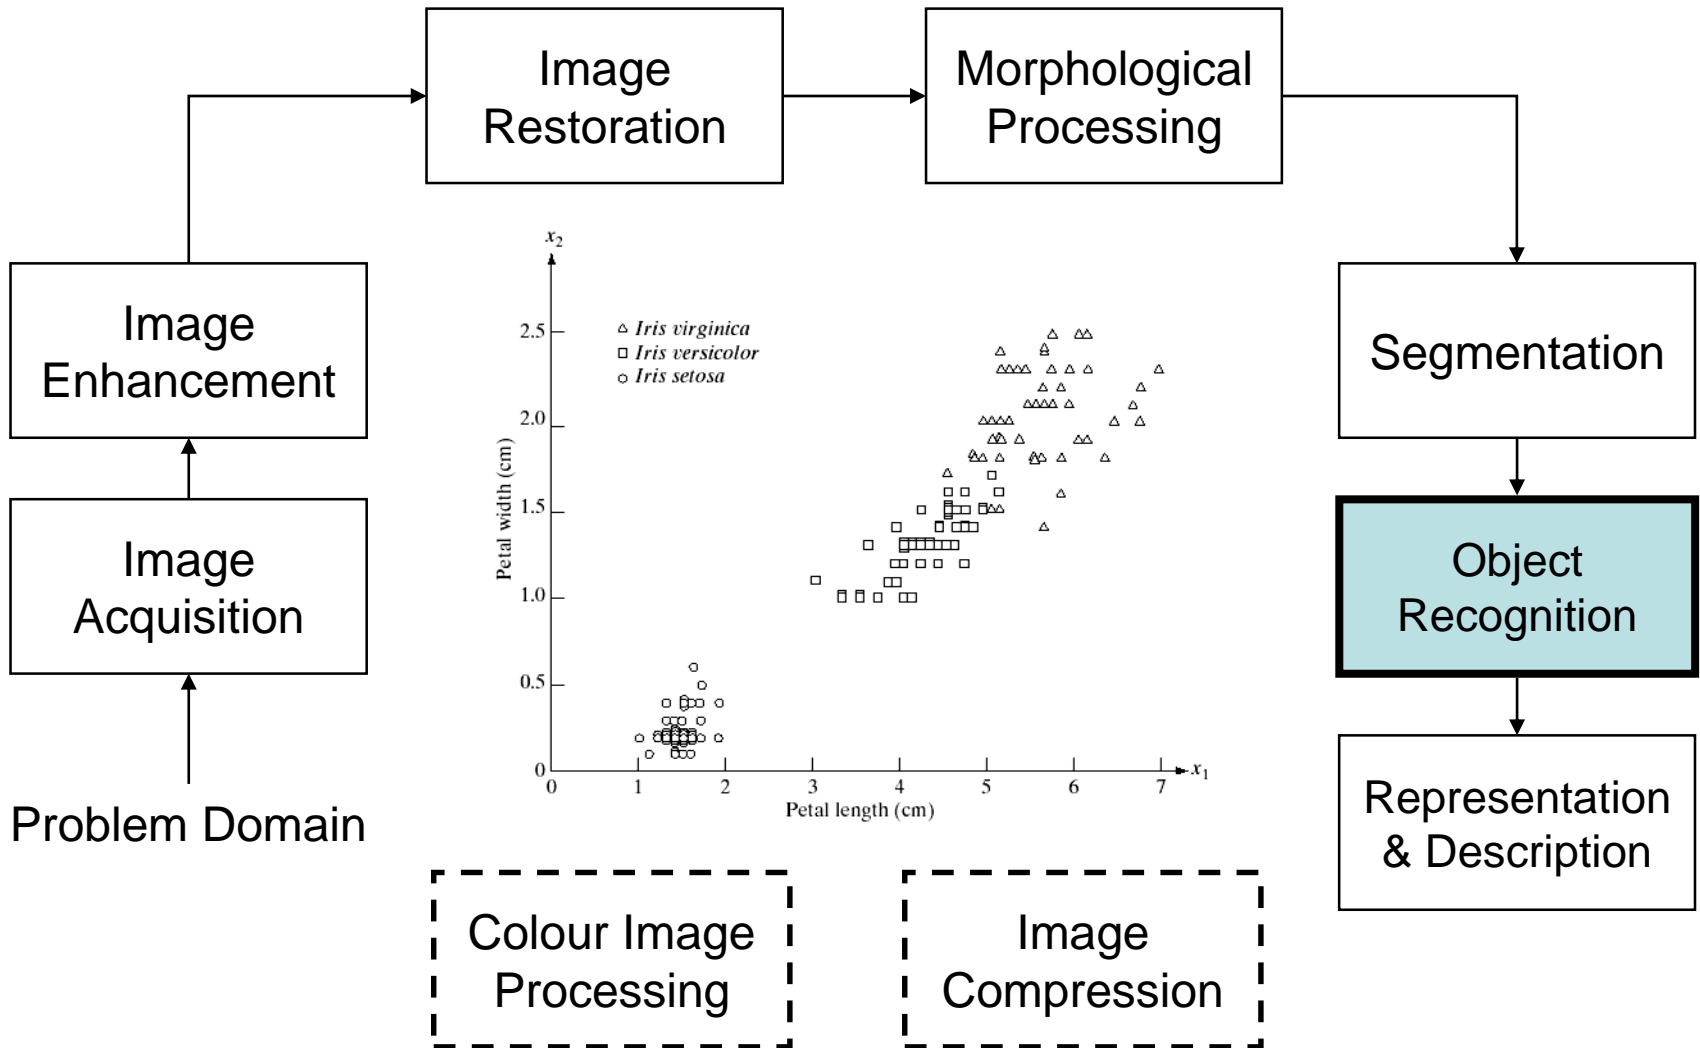 Image
Restoration
Morphological
Processing
Image
Enhancement
Segmentation
Image
Acquisition
Object
Recognition
Problem Domain
Representation
& Description
x2
2.5
2.0
1.5
1.0
0.5
0
Petal width (cm)
Iris virginica
Iris versicolor
Iris setosa
0 1 2 3 4 5 6 7
x1
Petal length (cm)
Colour Image
Processing
Image
Compression